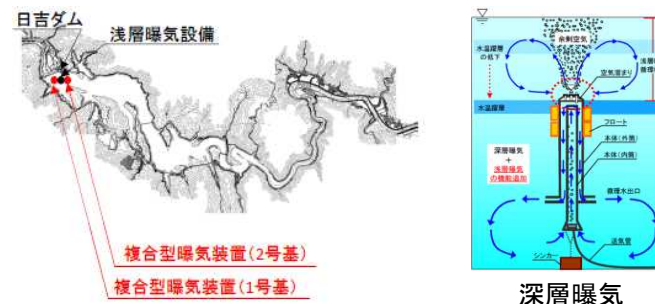 日吉ダム
浅層曝気設備
複合型曝気装置(2号基)
複合型曝気装置(1号基)
余剰空気
水温躍層
の低下
空気溜まり
水温躍層
フロート
本体(外筒)
本体(内筒)
深層曝気
+
浅層曝気
の機能追加
循環水出口
送気管
シンカー
深層曝気